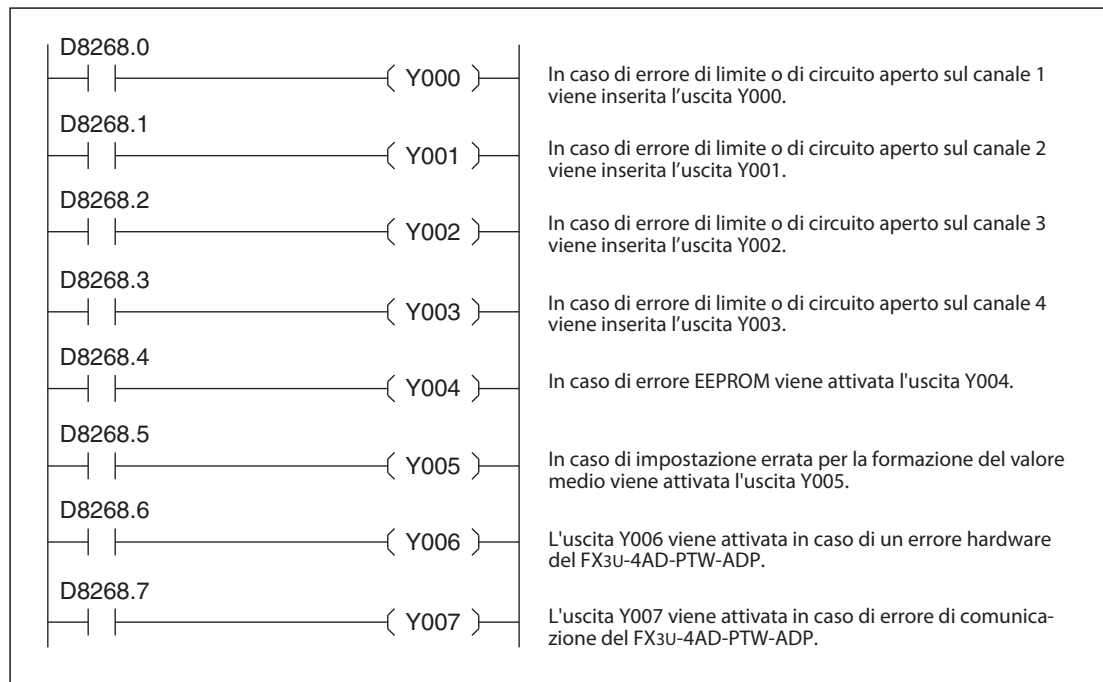 D8268.0
Y000
In caso di errore di limite o di circuito aperto sul canale 1
viene inserita l’uscita Y000.
D8268.1
Y001
In caso di errore di limite o di circuito aperto sul canale 2
viene inserita l’uscita Y001.
D8268.2
Y002
In caso di errore di limite o di circuito aperto sul canale 3
viene inserita l’uscita Y002.
D8268.3
Y003
In caso di errore di limite o di circuito aperto sul canale 4
viene inserita l’uscita Y003.
D8268.4
Y004
In caso di errore EEPROM viene attivata l'uscita Y004.
D8268.5
Y005
In caso di impostazione errata per la formazione del valore
medio viene attivata l'uscita Y005.
D8268.6
Y006
L'uscita Y006 viene attivata in caso di un errore hardware
del FX3U-4AD-PTW-ADP.
D8268.7
Y007
L'uscita Y007 viene attivata in caso di errore di comunica-
zione del FX3U-4AD-PTW-ADP.